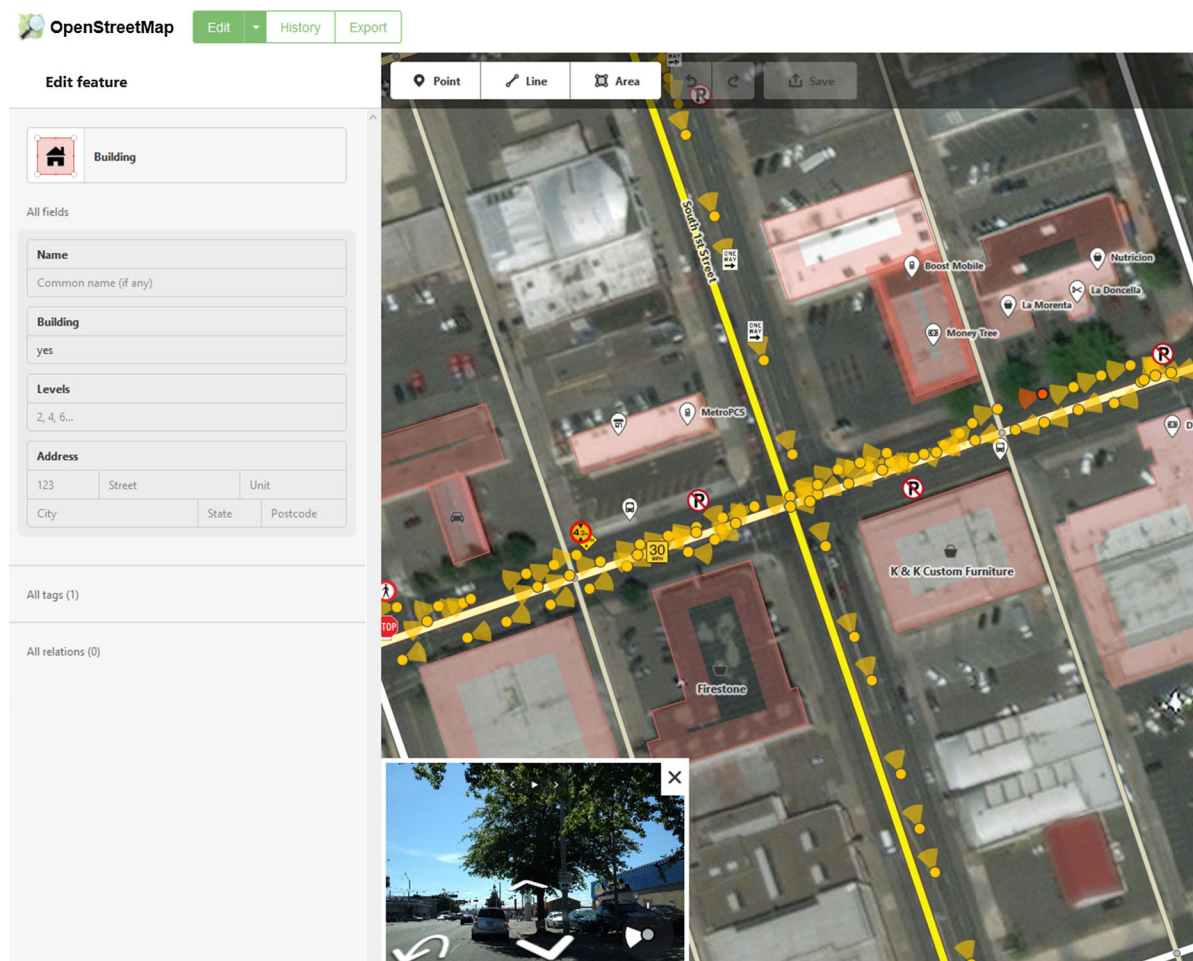 OpenStreetMap
Edit
History
Export
Edit feature
Point
Line
Area
Save
Building
All fields
Name
Common name (if any)
Building
yes
Levels
2, 4, 6...
Address
123
Street
Unit
City
State
Postcode
All tags (1)
All relations (0)
WAY
South 1st Street
ONE
WAY
ONE
WAY
Boost Mobile
Money Tree
Nutricion
La Doncella
La Morenta
MetroPCS
R
R
R
R
30
MPH
STOP
K & K Custom Furniture
Firestone
D